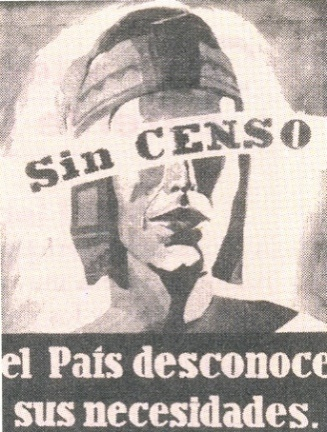 Sin CENSO
el País desconoce
sus necesidades.